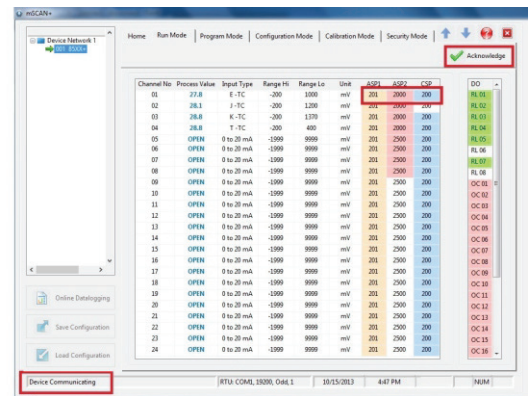 mSCAN+
Device Network 1
001 85XX+
Home Run Mode Program Mode Configuration Mode Calibration Mode Security Mode
Acknowledge
Channel No Process Value Input Type Range Hi Range Lo Unit ASP1 ASP2 CSP DO
01 27.8 E -TC -200 1000 mV 201 2000 200 RL 01
02 28.1 J -TC -200 1200 mV 201 2000 200 RL 02
03 28.8 K -TC -200 1370 mV 201 2500 200 RL 03
04 28.8 T -TC -200 400 mV 201 2500 200 RL 04
05 OPEN 0 to 20 mA -1999 9999 mV 201 2500 200 RL 05
06 OPEN 0 to 20 mA -1999 9999 mV 201 2500 200 RL 06
07 OPEN 0 to 20 mA -1999 9999 mV 201 2500 200 RL 07
08 OPEN 0 to 20 mA -1999 9999 mV 201 2500 200 RL 08
09 OPEN 0 to 20 mA -1999 9999 mV 201 2500 200 OC 01
10 OPEN 0 to 20 mA -1999 9999 mV 201 2500 200 OC 02
11 OPEN 0 to 20 mA -1999 9999 mV 201 2500 200 OC 03
12 OPEN 0 to 20 mA -1999 9999 mV 201 2500 200 OC 04
13 OPEN 0 to 20 mA -1999 9999 mV 201 2500 200 OC 05
14 OPEN 0 to 20 mA -1999 9999 mV 201 2500 200 OC 06
15 OPEN 0 to 20 mA -1999 9999 mV 201 2500 200 OC 07
16 OPEN 0 to 20 mA -1999 9999 mV 201 2500 200 OC 08
17 OPEN 0 to 20 mA -1999 9999 mV 201 2500 200 OC 09
18 OPEN 0 to 20 mA -1999 9999 mV 201 2500 200 OC 10
19 OPEN 0 to 20 mA -1999 9999 mV 201 2500 200 OC 11
20 OPEN 0 to 20 mA -1999 9999 mV 201 2500 200 OC 12
21 OPEN 0 to 20 mA -1999 9999 mV 201 2500 200 OC 13
22 OPEN 0 to 20 mA -1999 9999 mV 201 2500 200 OC 14
23 OPEN 0 to 20 mA -1999 9999 mV 201 2500 200 OC 15
24 OPEN 0 to 20 mA -1999 9999 mV 201 2500 200 OC 16
Online Datalogging
Save Configuration
Load Configuration
Device Communicating RTU: COM1, 19200, Odd, 1 10/15/2013 4:47 PM NUM